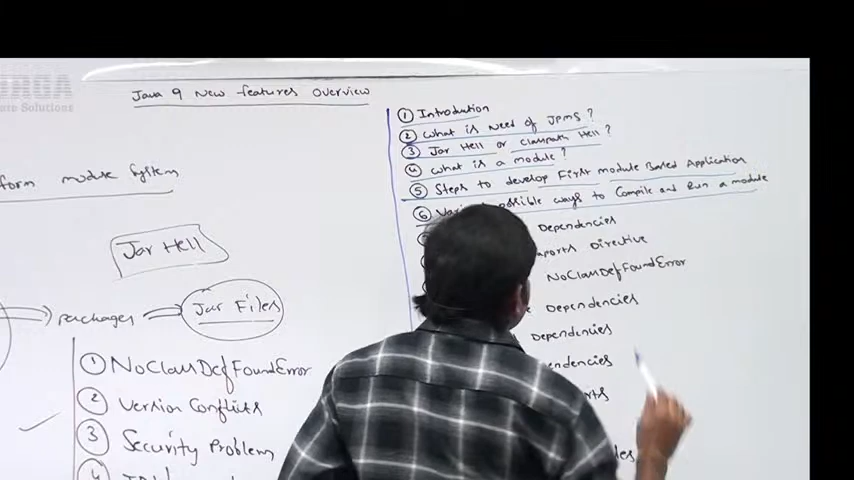 Java 9 New features overview
form module System
Jar Hell
packages
Jar Files
① NoClassDefFoundError
② Version Conflicts
③ Security Problem
④
① Introduction
② what is need of JPMS?
③ Jar Hell or classpath Hell?
④ what is a module?
⑤ Steps to develop First module Based Application
⑥ possible ways to Compile and Run a module
Dependencies
Directive
NoClassDefFoundError
Dependencies
Dependencies